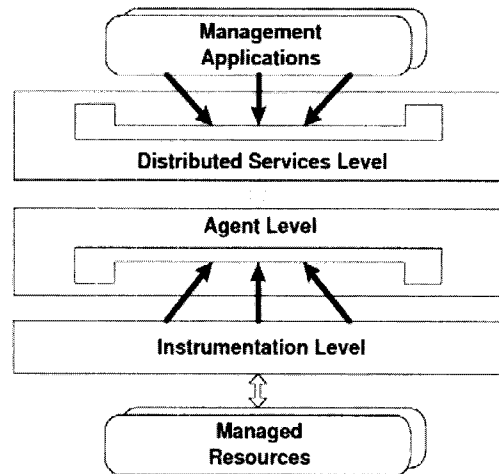 Management
Applications
Distributed Services Level
Agent Level
Instrumentation Level
Managed
Resources